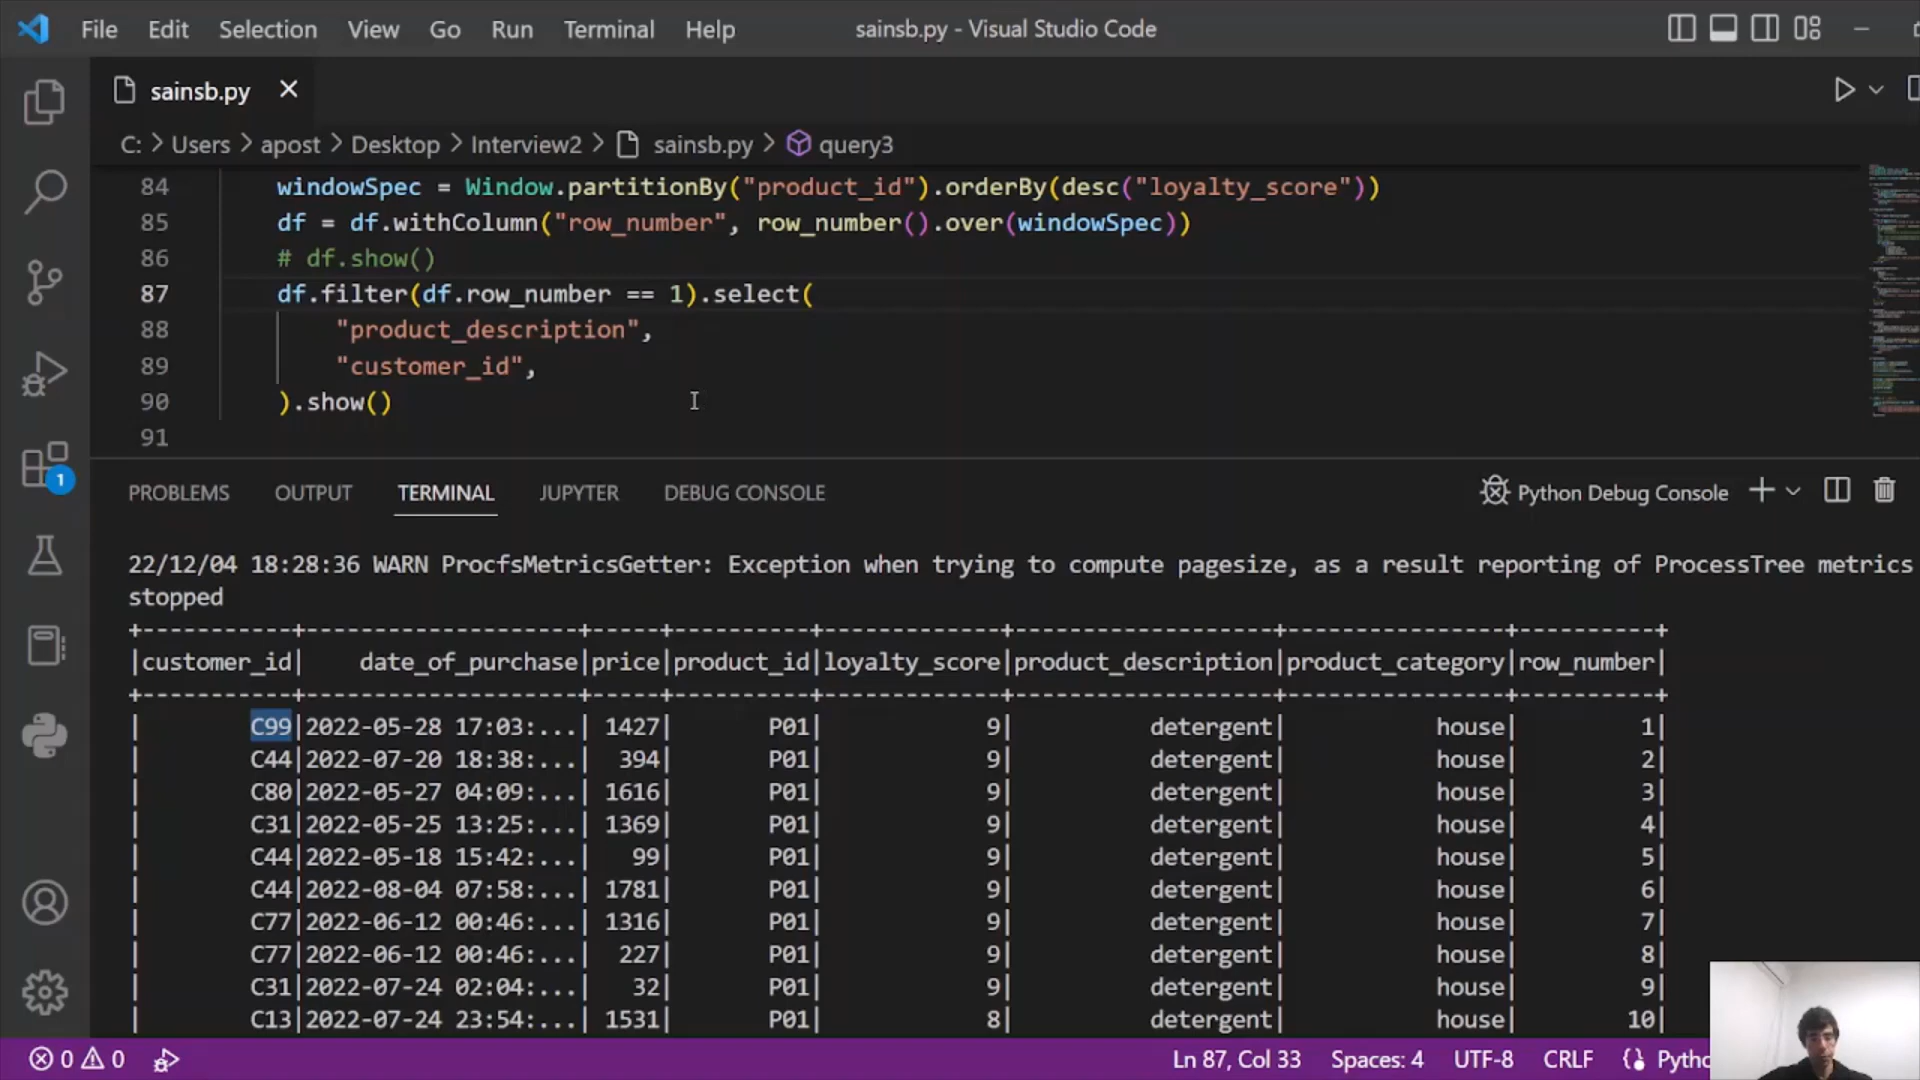 File Edit Selection View Go Run Terminal Help sainsb.py - Visual Studio Code
sainsb.py
C: > Users > apost > Desktop > Interview2 > sainsb.py > query3
84 windowSpec = Window.partitionBy("product_id").orderBy(desc("loyalty_score"))
85 df = df.withColumn("row_number", row_number().over(windowSpec))
86 # df.show()
87 df.filter(df.row_number == 1).select(
88 "product_description",
89 "customer_id",
90 ).show()
91
PROBLEMS OUTPUT TERMINAL JUPYTER DEBUG CONSOLE Python Debug Console
1
22/12/04 18:28:36 WARN ProcfsMetricsGetter: Exception when trying to compute pagesize, as a result reporting of ProcessTree metrics
stopped
+-----------+-------------------+-----+----------+-------------+-------------------+----------------+----------+
|customer_id| date_of_purchase|price|product_id|loyalty_score|product_description|product_category|row_number|
+-----------+-------------------+-----+----------+-------------+-------------------+----------------+----------+
| C99|2022-05-28 17:03:...| 1427| P01| 9| detergent| house| 1|
| C44|2022-07-20 18:38:...| 394| P01| 9| detergent| house| 2|
| C80|2022-05-27 04:09:...| 1616| P01| 9| detergent| house| 3|
| C31|2022-05-25 13:25:...| 1369| P01| 9| detergent| house| 4|
| C44|2022-05-18 15:42:...| 99| P01| 9| detergent| house| 5|
| C44|2022-08-04 07:58:...| 1781| P01| 9| detergent| house| 6|
| C77|2022-06-12 00:46:...| 1316| P01| 9| detergent| house| 7|
| C77|2022-06-12 00:46:...| 227| P01| 9| detergent| house| 8|
| C31|2022-07-24 02:04:...| 32| P01| 9| detergent| house| 9|
| C13|2022-07-24 23:54:...| 1531| P01| 8| detergent| house| 10|
0 0 Ln 87, Col 33 Spaces: 4 UTF-8 CRLF Pytho